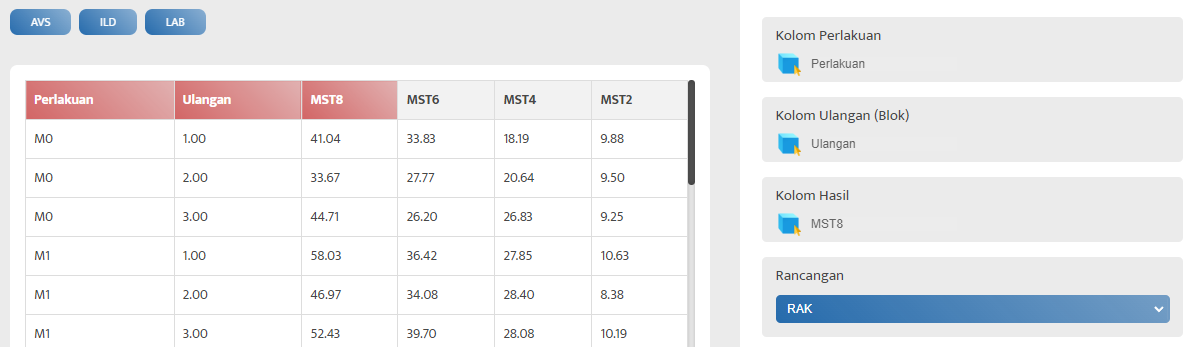 AVS ILD LAB
Perlakuan Ulangan MST8 MST6 MST4 MST2
M0 1.00 41.04 33.83 18.19 9.88
M0 2.00 33.67 27.77 20.64 9.50
M0 3.00 44.71 26.20 26.83 9.25
M1 1.00 58.03 36.42 27.85 10.63
M1 2.00 46.97 34.08 28.40 8.38
M1 3.00 52.43 39.70 28.08 10.19
Kolom Perlakuan
Perlakuan
Kolom Ulangan (Blok)
Ulangan
Kolom Hasil
MST8
Rancangan
RAK